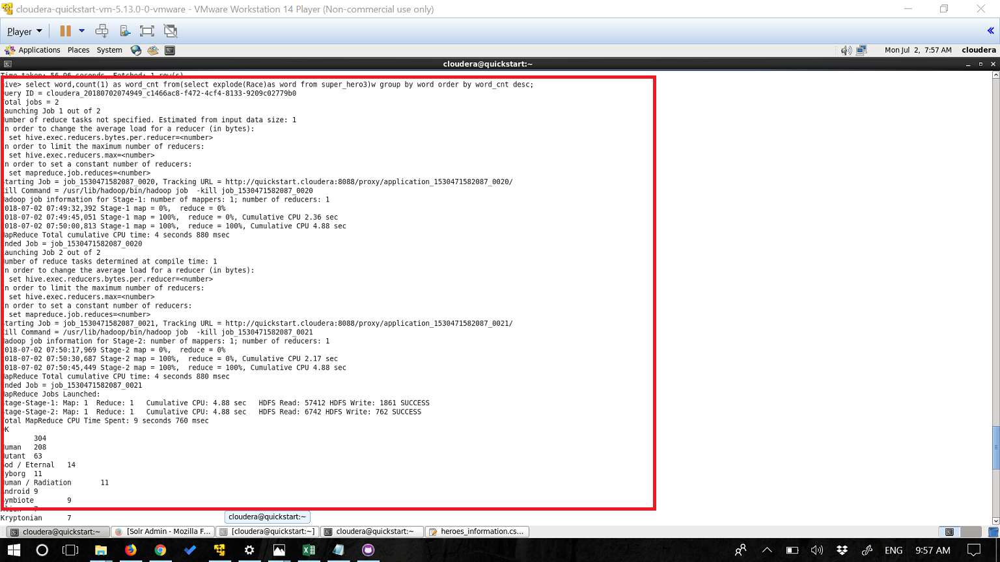 cloudera-quickstart-vm-5.13.0-0-vmware - VMware Workstation 14 Player (Non-commercial use only)
Player
Applications Places System Mon Jul 2, 7:57 AM cloudera
cloudera@quickstart:~
Time taken: 56.96 seconds, Fetched: 1 row(s)
ive> select word,count(1) as word_cnt from(select explode(Race)as word from super_hero3)w group by word order by word_cnt desc;
uery ID = cloudera_20180702074949_c1466ac8-f472-4cf4-8133-9209c02779b0
otal jobs = 2
aunching Job 1 out of 2
umber of reduce tasks not specified. Estimated from input data size: 1
n order to change the average load for a reducer (in bytes):
set hive.exec.reducers.bytes.per.reducer=<number>
n order to limit the maximum number of reducers:
set hive.exec.reducers.max=<number>
n order to set a constant number of reducers:
set mapreduce.job.reduces=<number>
tarting Job = job_1530471582087_0020, Tracking URL = http://quickstart.cloudera:8088/proxy/application_1530471582087_0020/
ill Command = /usr/lib/hadoop/bin/hadoop job -kill job_1530471582087_0020
adoop job information for Stage-1: number of mappers: 1; number of reducers: 1
018-07-02 07:49:32,392 Stage-1 map = 0%, reduce = 0%
018-07-02 07:49:45,051 Stage-1 map = 100%, reduce = 0%, Cumulative CPU 2.36 sec
018-07-02 07:50:00,813 Stage-1 map = 100%, reduce = 100%, Cumulative CPU 4.88 sec
apReduce Total cumulative CPU time: 4 seconds 880 msec
nded Job = job_1530471582087_0020
aunching Job 2 out of 2
umber of reduce tasks determined at compile time: 1
n order to change the average load for a reducer (in bytes):
set hive.exec.reducers.bytes.per.reducer=<number>
n order to limit the maximum number of reducers:
set hive.exec.reducers.max=<number>
n order to set a constant number of reducers:
set mapreduce.job.reduces=<number>
tarting Job = job_1530471582087_0021, Tracking URL = http://quickstart.cloudera:8088/proxy/application_1530471582087_0021/
ill Command = /usr/lib/hadoop/bin/hadoop job -kill job_1530471582087_0021
adoop job information for Stage-2: number of mappers: 1; number of reducers: 1
018-07-02 07:50:17,969 Stage-2 map = 0%, reduce = 0%
018-07-02 07:50:30,687 Stage-2 map = 100%, reduce = 0%, Cumulative CPU 2.17 sec
018-07-02 07:50:45,449 Stage-2 map = 100%, reduce = 100%, Cumulative CPU 4.88 sec
apReduce Total cumulative CPU time: 4 seconds 880 msec
nded Job = job_1530471582087_0021
apReduce Jobs Launched:
tage-Stage-1: Map: 1 Reduce: 1 Cumulative CPU: 4.88 sec HDFS Read: 57412 HDFS Write: 1861 SUCCESS
tage-Stage-2: Map: 1 Reduce: 1 Cumulative CPU: 4.88 sec HDFS Read: 6742 HDFS Write: 762 SUCCESS
otal MapReduce CPU Time Spent: 9 seconds 760 msec
OK
304
uman 208
utant 63
od / Eternal 14
yborg 11
uman / Radiation 11
ndroid 9
ymbiote 9
Alien 7
Kryptonian 7
cloudera@quickstart:~
cloudera@quickstart:~ [Solr Admin - Mozilla F... [cloudera@quickstart:~] cloudera@quickstart:~ heroes_information.cs...
ENG 9:57 AM